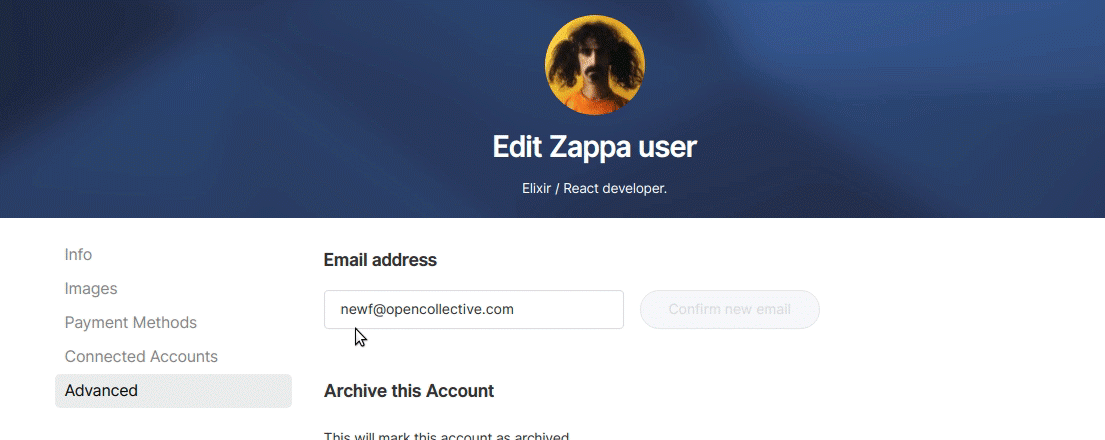 Edit Zappa user
Elixir / React developer.
Info
Images
Payment Methods
Connected Accounts
Advanced
Email address
newf@opencollective.com
Confirm new email
Archive this Account
This will mark this account as archived.